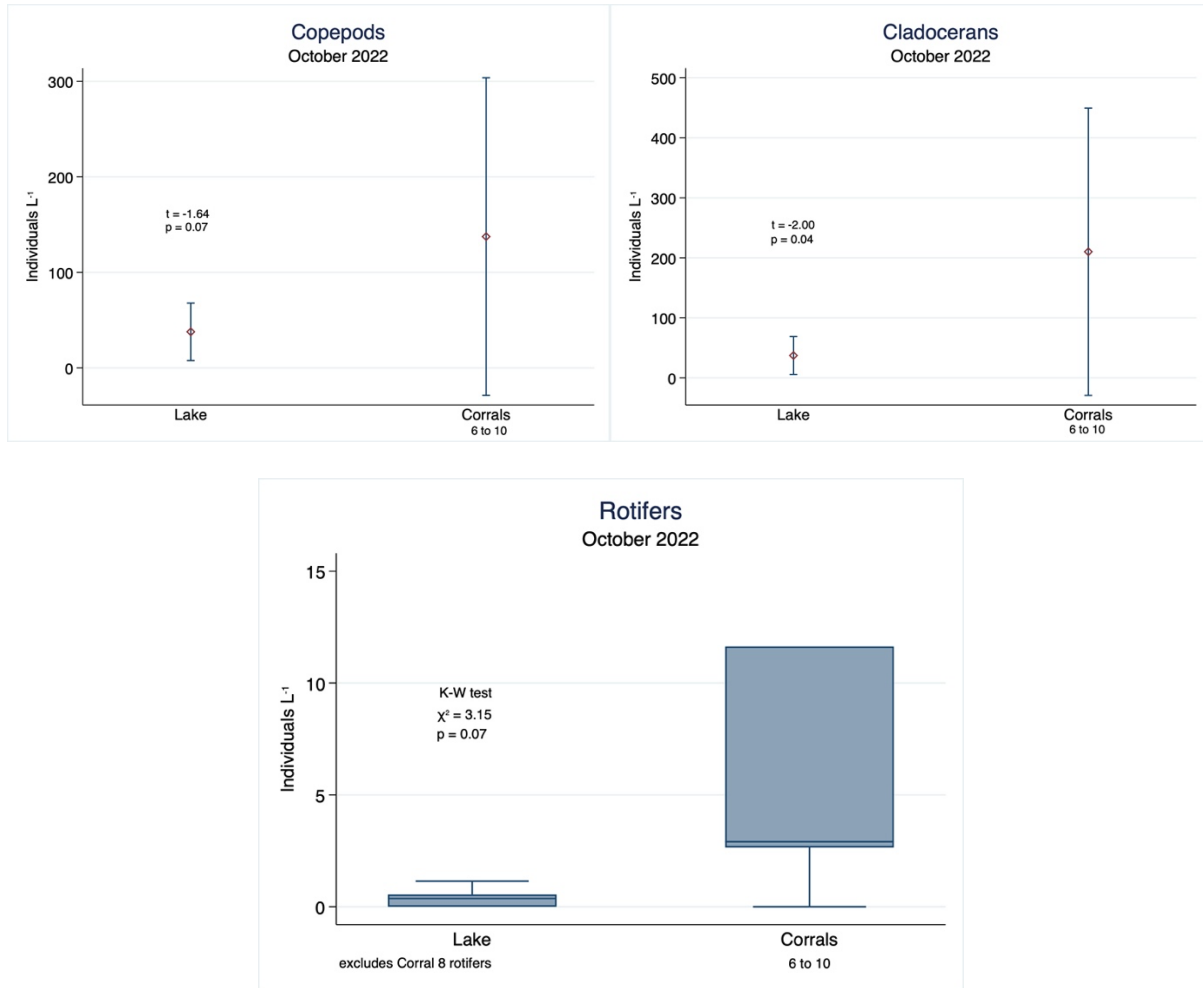 Copepods
October 2022
Individuals L⁻¹
300
200
100
0
t = -1.64
p = 0.07
Lake
Corrals
6 to 10
Cladocerans
October 2022
Individuals L⁻¹
500
400
300
200
100
0
t = -2.00
p = 0.04
Lake
Corrals
6 to 10
Rotifers
October 2022
Individuals L⁻¹
15
10
5
0
K-W test
χ² = 3.15
p = 0.07
Lake
Corrals
excludes Corral 8 rotifers
6 to 10